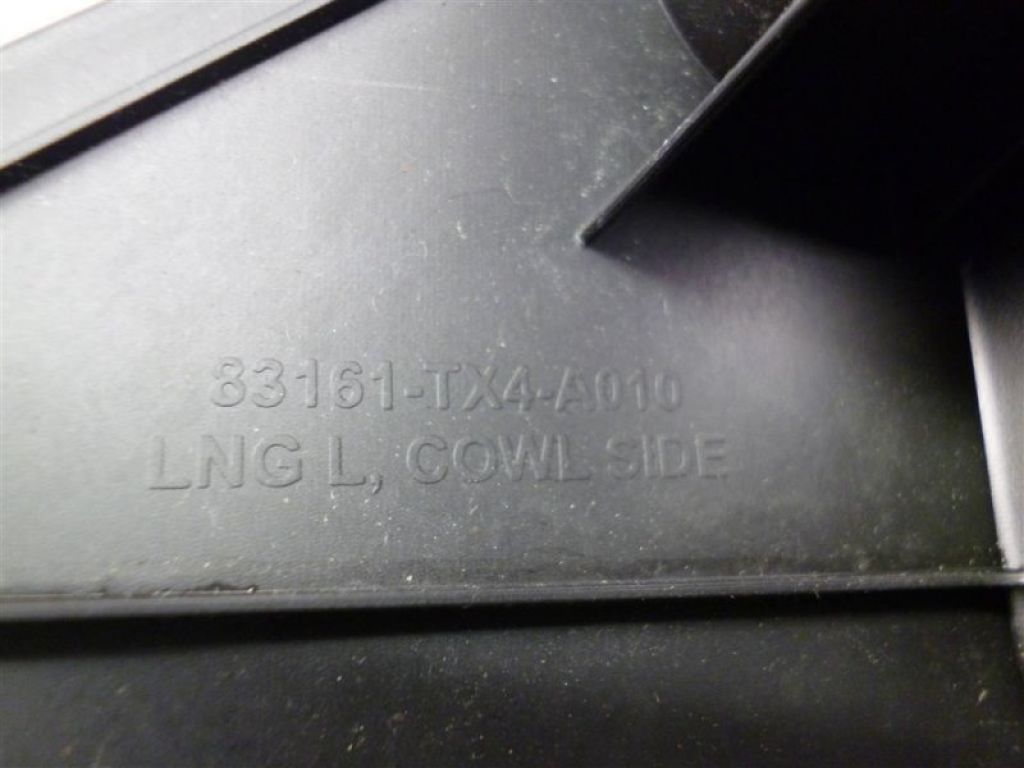 83161-TX4-A010
LNG L, COWL SIDE